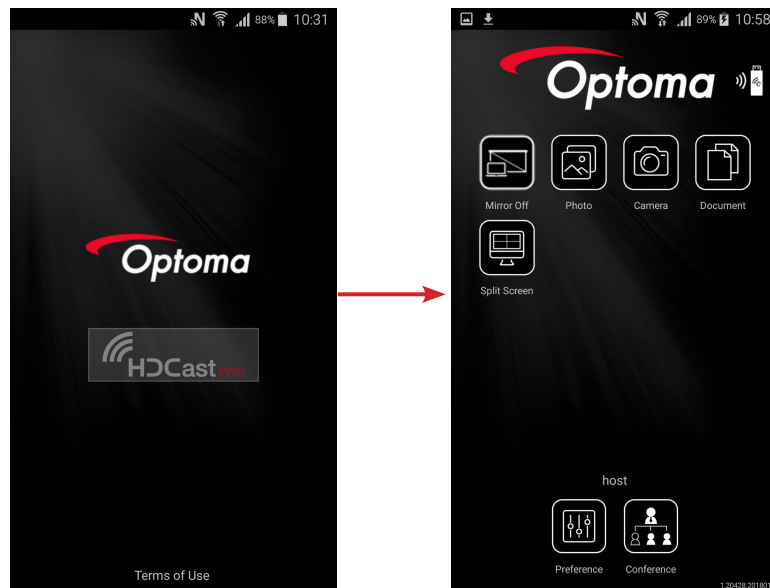 88% 10:31
Optoma
HDCast PRO
Terms of Use
89% 10:58
Optoma
Mirror Off Photo Camera Document
Split Screen
host
Preference Conference
1.20428.201801